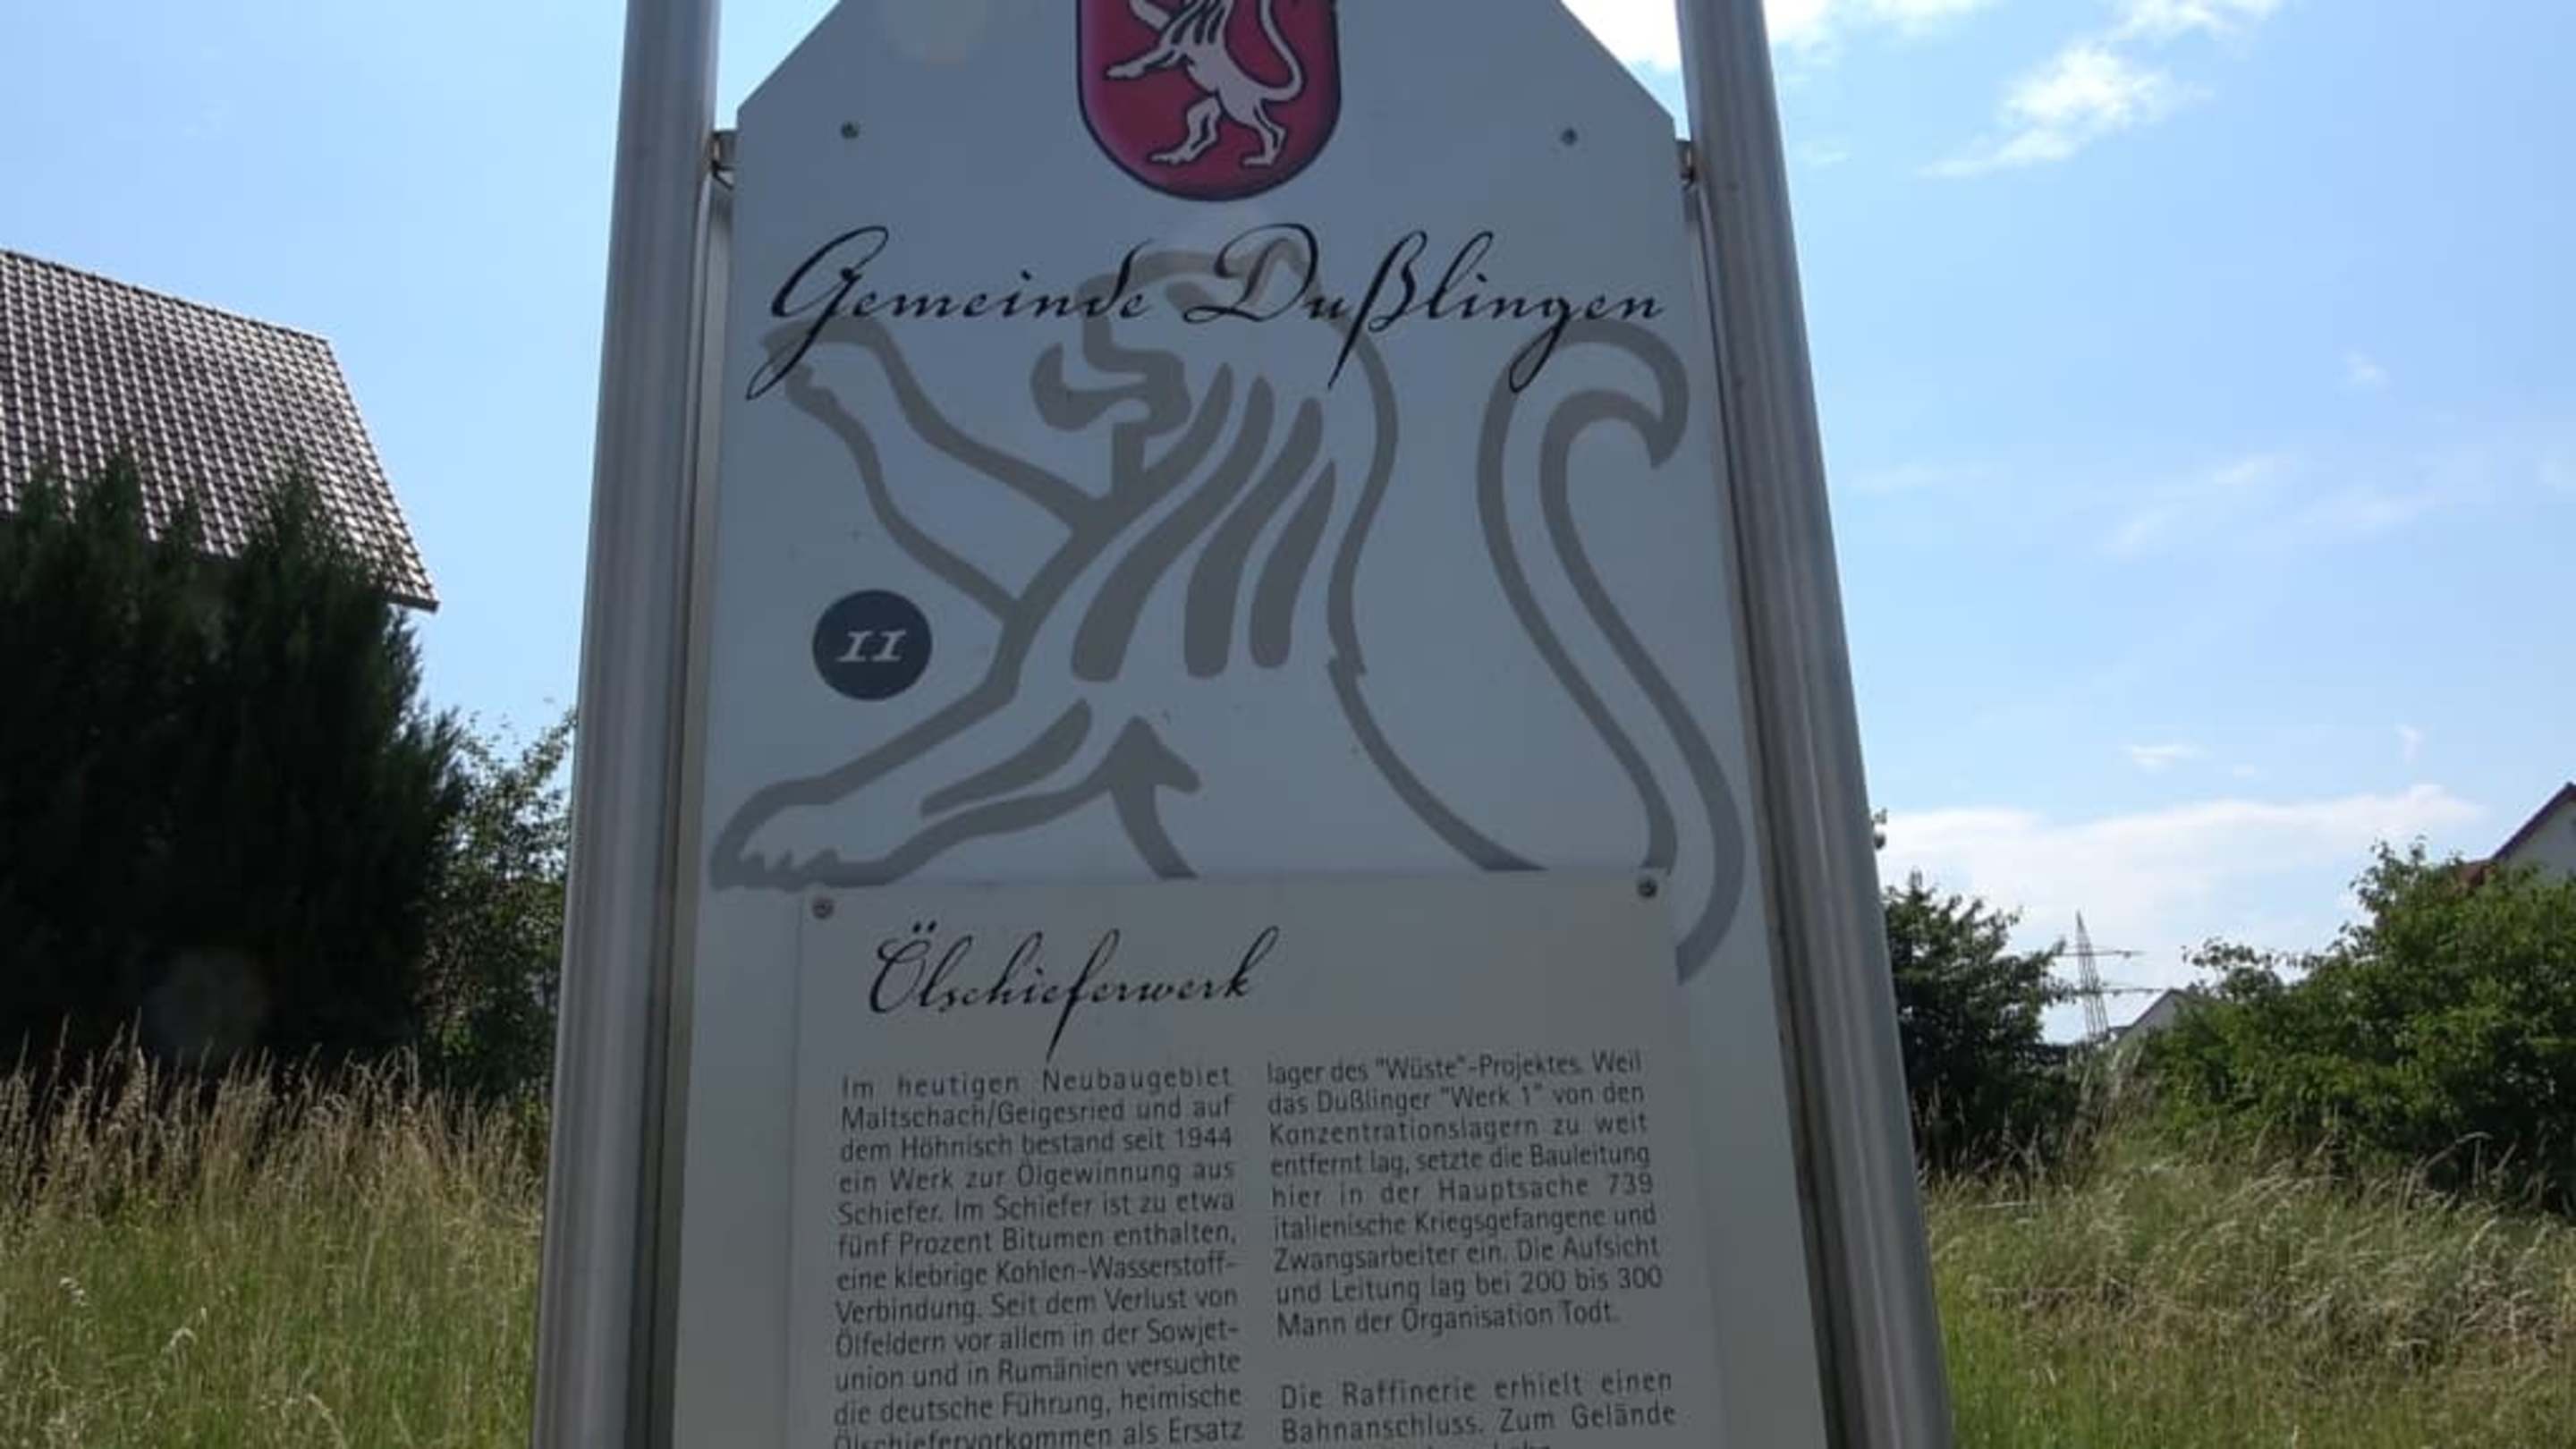 Gemeinde Dußlingen
11
Ölschieferwerk
Im heutigen Neubaugebiet
Maltschach/Geigesried und auf
dem Höhnisch bestand seit 1944
ein Werk zur Ölgewinnung aus
Schiefer. Im Schiefer ist zu etwa
fünf Prozent Bitumen enthalten,
eine klebrige Kohlen-Wasserstoff-
Verbindung. Seit dem Verlust von
Ölfeldern vor allem in der Sowjet-
union und in Rumänien versuchte
die deutsche Führung, heimische
Ölschiefervorkommen als Ersatz
lager des "Wüste"-Projektes. Weil
das Dußlinger "Werk 1" von den
Konzentrationslagern zu weit
entfernt lag, setzte die Bauleitung
hier in der Hauptsache 739
italienische Kriegsgefangene und
Zwangsarbeiter ein. Die Aufsicht
und Leitung lag bei 200 bis 300
Mann der Organisation Todt.
Die Raffinerie erhielt einen
Bahnanschluss. Zum Gelände